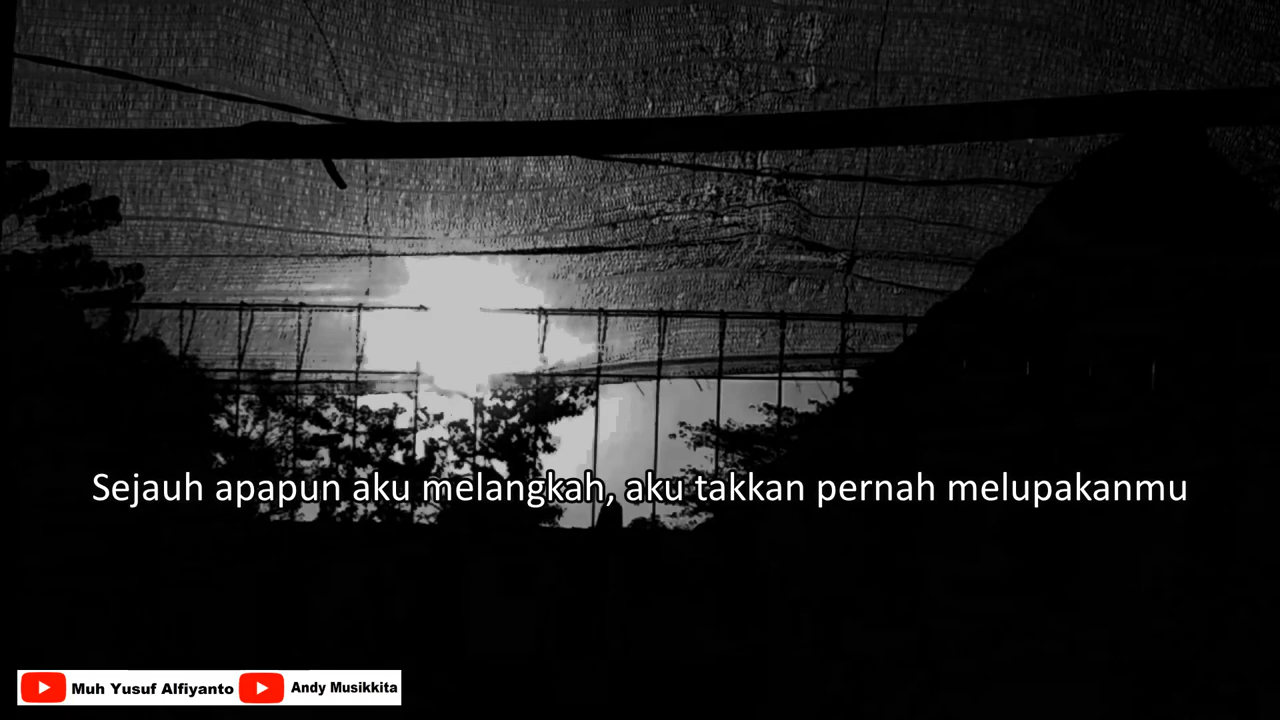 Sejauh apapun aku melangkah, aku takkan pernah melupakanmu
Muh Yusuf Alfiyanto Andy Musikkita